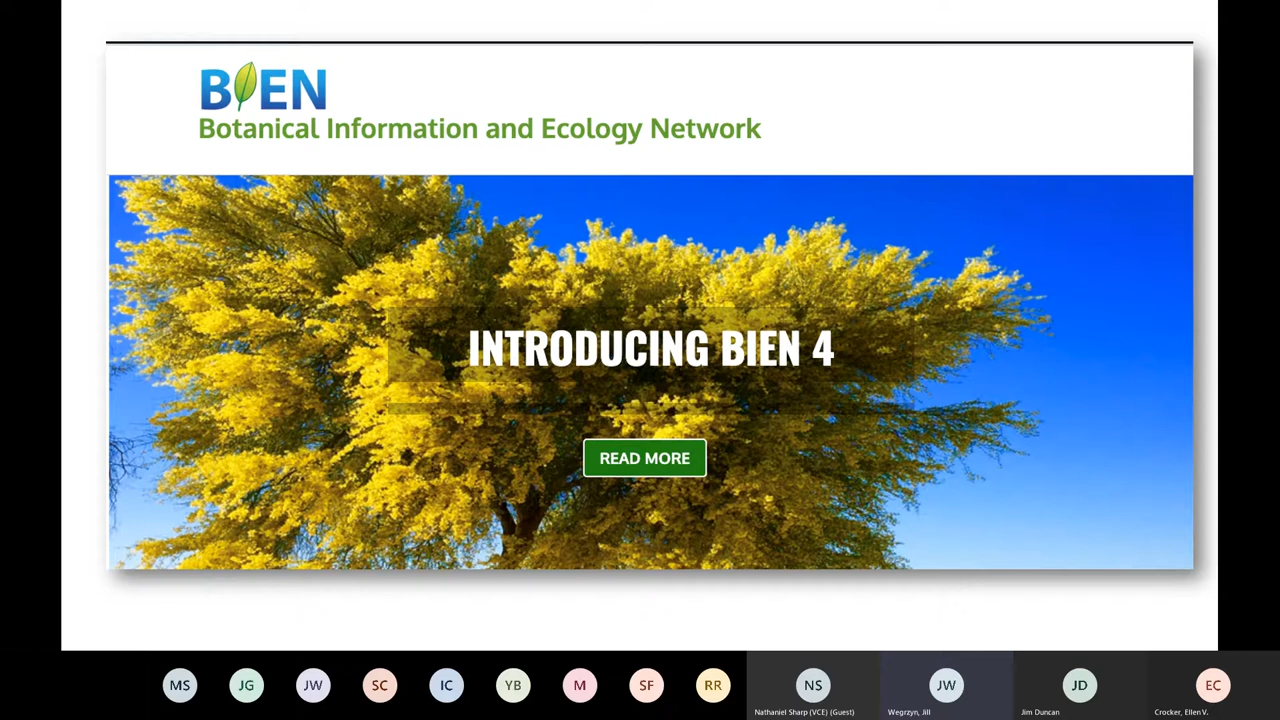 BIEN
Botanical Information and Ecology Network
INTRODUCING BIEN 4
READ MORE
MS JG JW SC IC YB M SF RR NS JW JD EC
Nathaniel Sharp (VCE) (Guest) Wegrzyn, Jill Jim Duncan Crocker, Ellen V.